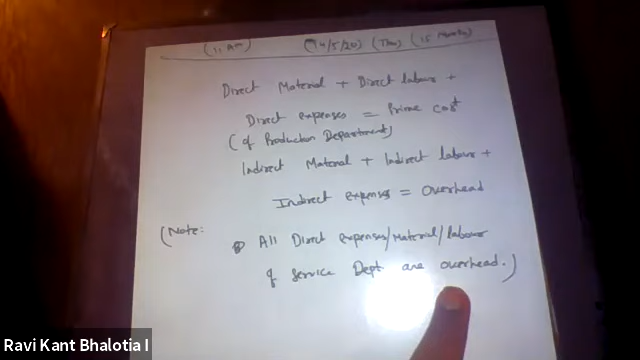 (11 Am) (14/5/20) (Thu) (15 Marks)
Direct Material + Direct labour +
Direct expenses = Prime cost
(of Production Department)
Indirect Material + Indirect labour +
Indirect expenses = Overhead
(Note:
All Direct expenses/Material/labour
of Service Dept are overhead.)
Ravi Kant Bhalotia I